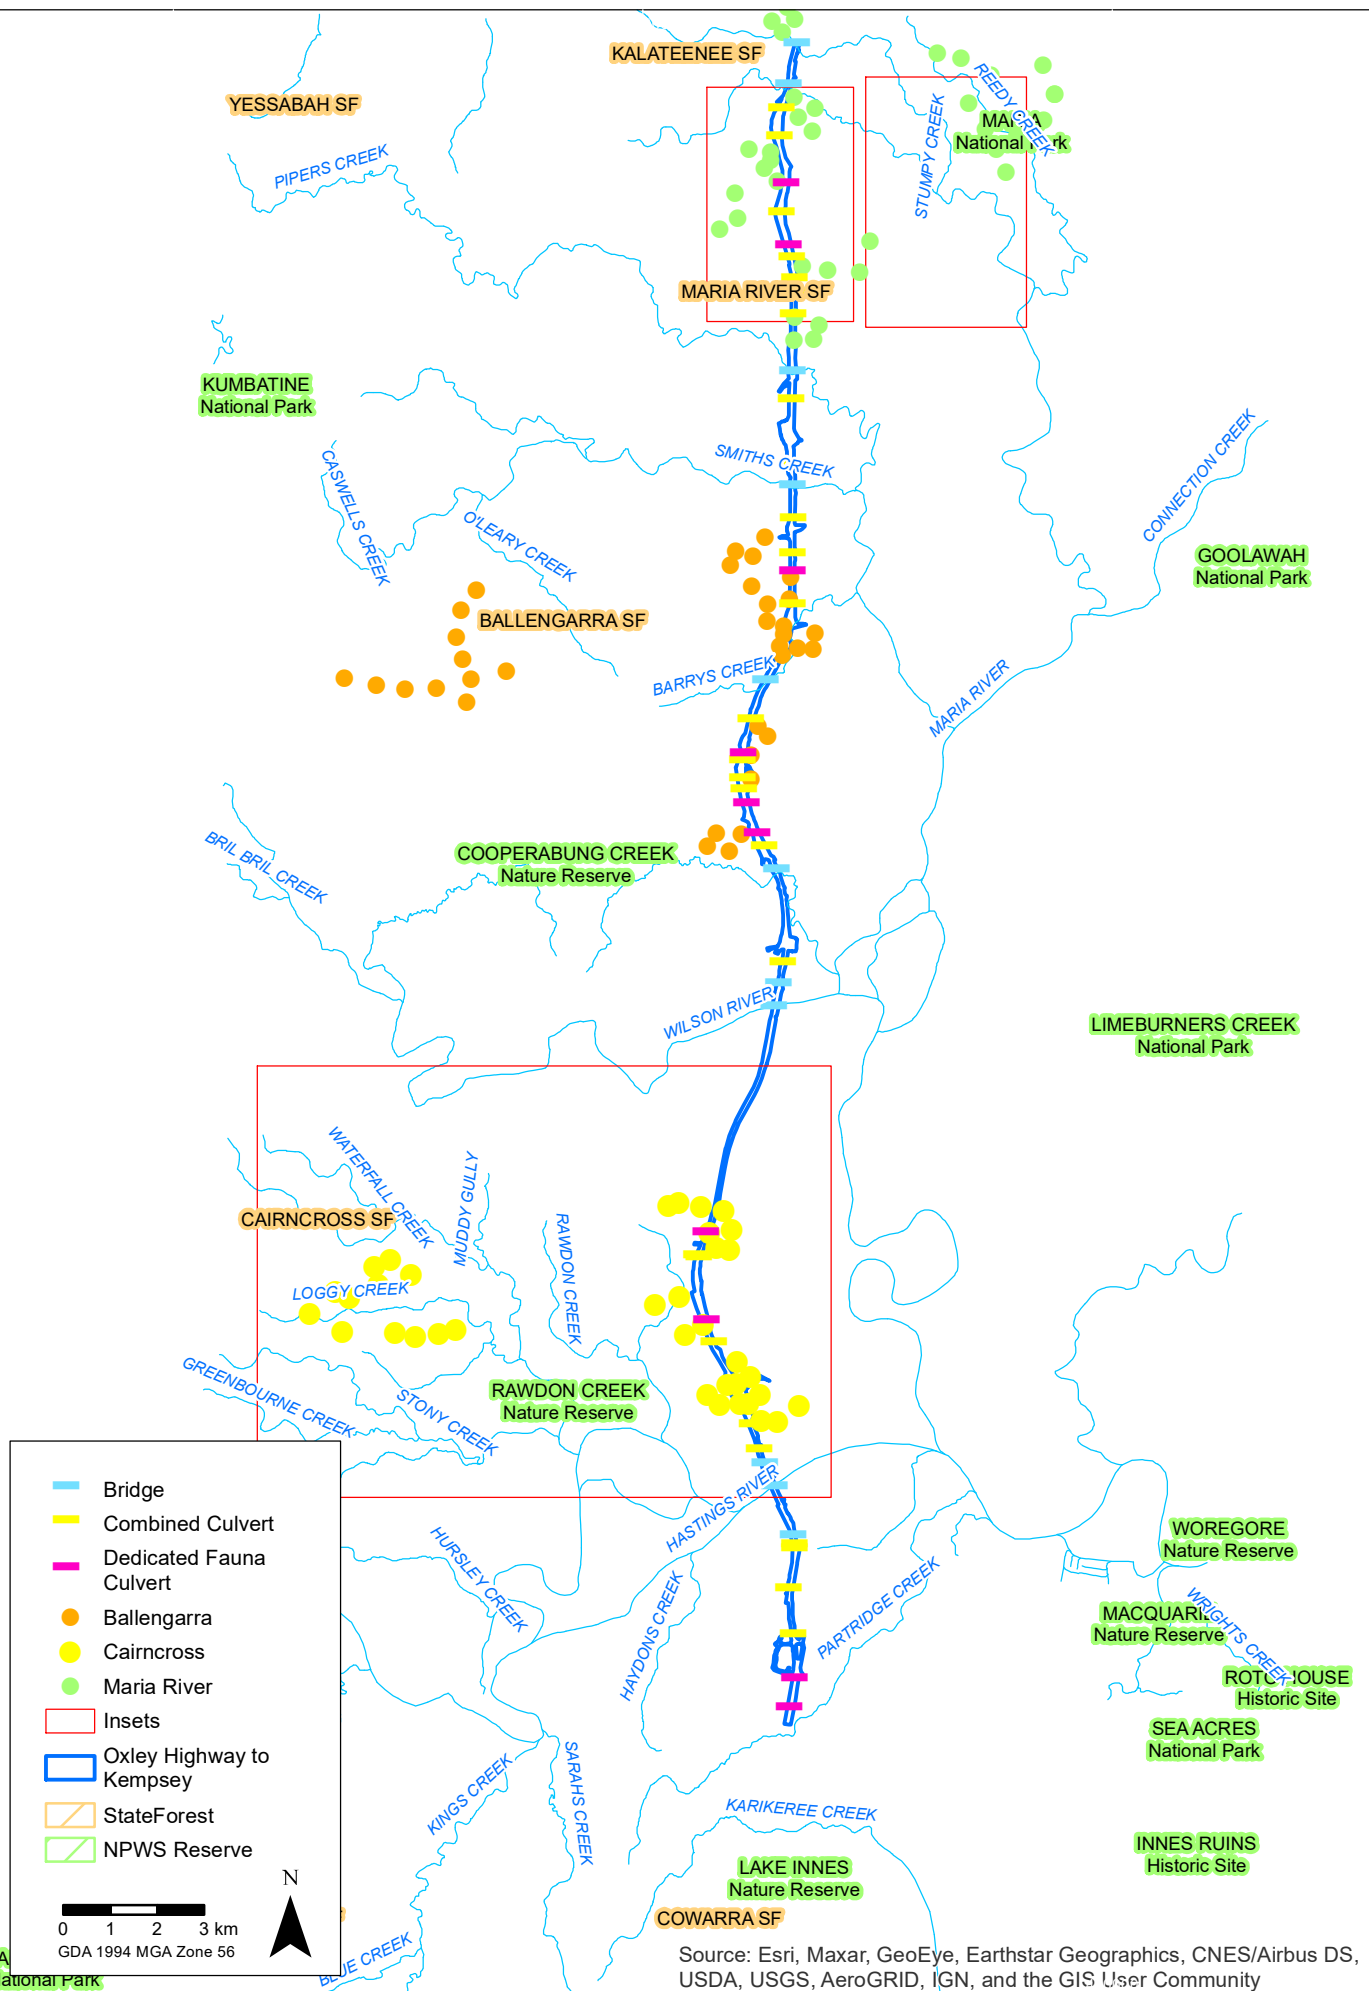 KALATEENEE SF
YESSABAH SF
REEDY CREEK
STUMPY CREEK
National Park
PIPERS CREEK
MARIA RIVER SF
KUMBATINE
National Park
CONNECTION CREEK
SMITHS CREEK
CASWELLS CREEK
O'LEARY CREEK
GOOLAWAH
National Park
BALLENGARRA SF
BARRYS CREEK
MARIA RIVER
BRIL BRIL CREEK
COOPERABUNG CREEK
Nature Reserve
WILSON RIVER
LIMEBURNERS CREEK
National Park
WATERFALL CREEK
MUDDY GULLY
CAIRNCROSS SF
RAWDON CREEK
LOGGY CREEK
GREENBOURNE CREEK
STONY CREEK
RAWDON CREEK
Nature Reserve
HASTINGS RIVER
HURSLEY CREEK
HAYDONS CREEK
PARTRIDGE CREEK
WOREGORE
Nature Reserve
MACQUARIE
Nature Reserve
WRIGHTS CREEK
Historic Site
SEA ACRES
National Park
KINGS CREEK
SARAHS CREEK
KARIKEREE CREEK
INNES RUINS
Historic Site
LAKE INNES
Nature Reserve
COWARRA SF
BLUE CREEK
Bridge
Combined Culvert
Dedicated Fauna
Culvert
Ballengarra
Cairncross
Maria River
Insets
Oxley Highway to
Kempsey
StateForest
NPWS Reserve
N
0 1 2 3 km
GDA 1994 MGA Zone 56
Source: Esri, Maxar, GeoEye, Earthstar Geographics, CNES/Airbus DS,
USDA, USGS, AeroGRID, IGN, and the GIS User Community